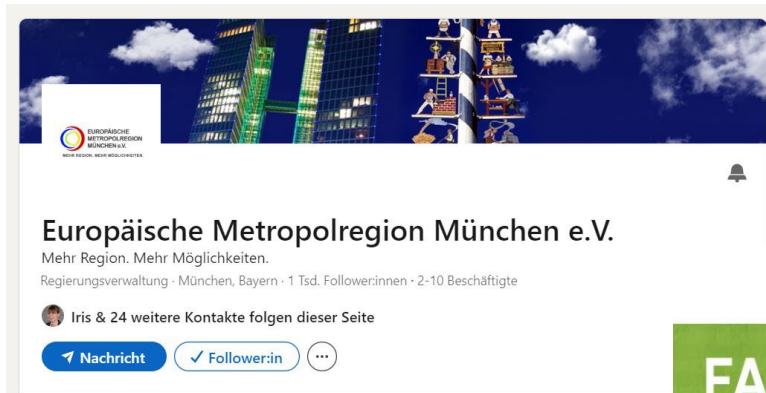 EUROPÄISCHE
METROPOLREGION
MÜNCHEN e.V.
MEHR REGION. MEHR MÖGLICHKEITEN.
Europäische Metropolregion München e.V.
Mehr Region. Mehr Möglichkeiten.
Regierungsverwaltung · München, Bayern · 1 Tsd. Follower:innen · 2-10 Beschäftigte
Iris & 24 weitere Kontakte folgen dieser Seite
Nachricht
Follower:in
FA